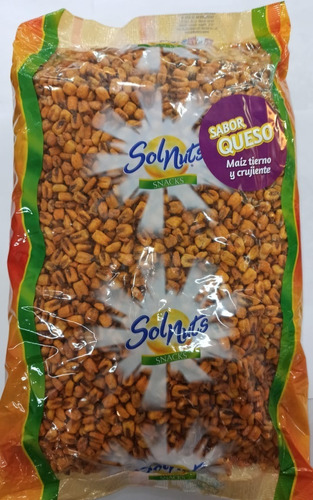 SABOR
QUESO
Maíz tierno
y crujiente
SolNuts
SNACKS
SolNuts
SNACKS